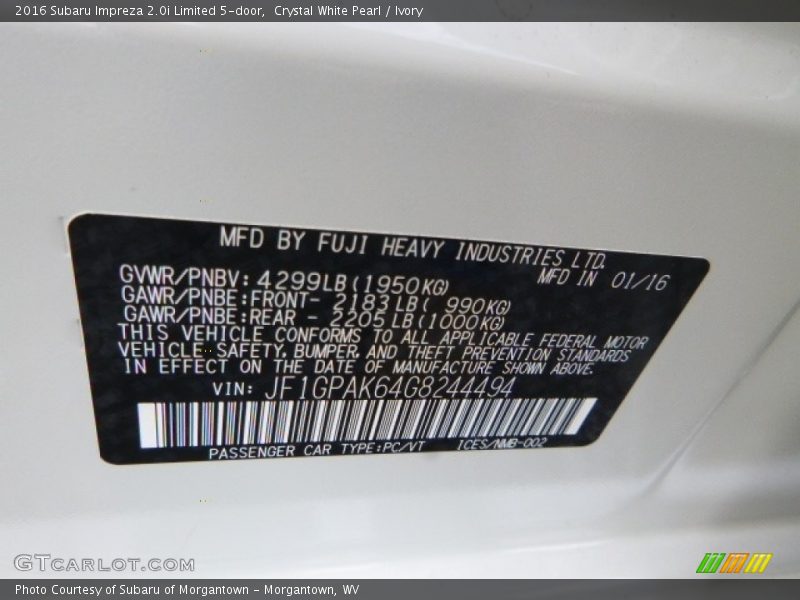 2016 Subaru Impreza 2.0i Limited 5-door,  Crystal White Pearl / Ivory
MFD BY FUJI HEAVY INDUSTRIES LTD.
MFD IN 01/16
GVWR/PNBV: 4299LB(1950KG)
GAWR/PNBE:FRONT- 2183LB( 990KG)
GAWR/PNBE:REAR - 2205LB(1000KG)
THIS VEHICLE CONFORMS TO ALL APPLICABLE FEDERAL MOTOR
VEHICLE SAFETY, BUMPER, AND THEFT PREVENTION STANDARDS
IN EFFECT ON THE DATE OF MANUFACTURE SHOWN ABOVE.
VIN: JF1GPAK64G8244494
PASSENGER CAR TYPE:PC/VT ICES/NMB-002
GTCARLOT.COM
Photo Courtesy of Subaru of Morgantown - Morgantown, WV